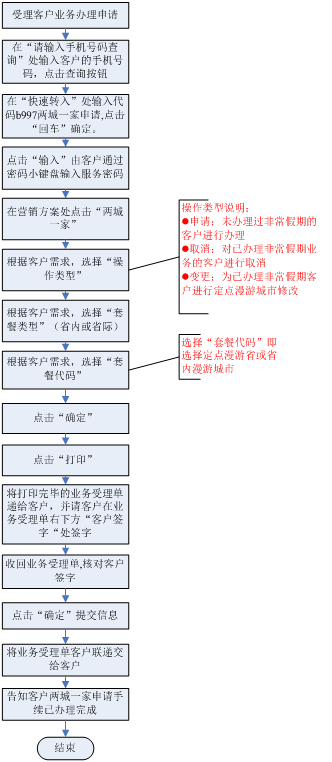 受理客户业务办理申请
在“请输入手机号码查
询”处输入客户的手机号
码，点击查询按钮
在“快速转入”处输入代
码b997两城一家申请,点击
“回车”确定。
点击“输入”由客户通过
密码小键盘输入服务密码
在营销方案处点击“两城
一家”
根据客户需求，选择“操
作类型”
操作类型说明：
●申请：未办理过非常假期的
客户进行办理
●取消：对已办理非常假期业
务的客户进行取消
●变更：为已办理非常假期客
户进行定点漫游城市修改
根据客户需求，选择“套
餐类型”（省内或省际）
根据客户需求，选择“套
餐代码”
选择“套餐代码”即
选择定点漫游省或省
内漫游城市
点击“确定”
点击“打印”
将打印完毕的业务受理单
递给客户，并请客户在业
务受理单右下方“客户签
字“处签字
收回业务受理单,核对客户
签字
点击“确定”提交信息
将业务受理单客户联递交
给客户
告知客户两城一家申请手
续已办理完成
结束